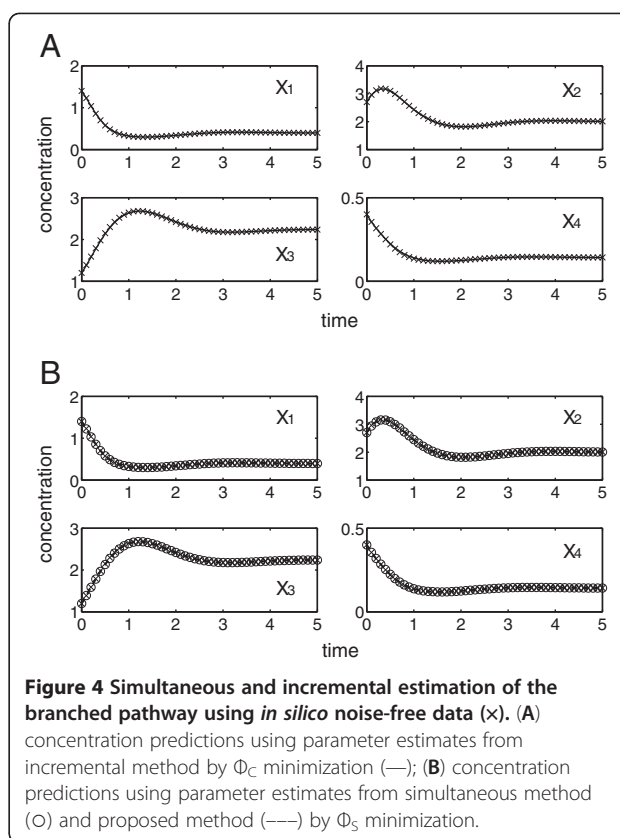 A
2
X1
1
0
0 1 2 3 4 5
4
X2
3
2
1
0 1 2 3 4 5
concentration
3
2
X3
1
0 1 2 3 4 5
0.5
X4
0
0 1 2 3 4 5
time
B
2
X1
1
0
0 1 2 3 4 5
4
X2
3
2
1
0 1 2 3 4 5
concentration
3
2
X3
1
0 1 2 3 4 5
0.5
X4
0
0 1 2 3 4 5
time
Figure 4 Simultaneous and incremental estimation of the
branched pathway using in silico noise-free data (×). (A)
concentration predictions using parameter estimates from
incremental method by ΦC minimization (—); (B) concentration
predictions using parameter estimates from simultaneous method
(O) and proposed method (−−−) by ΦS minimization.